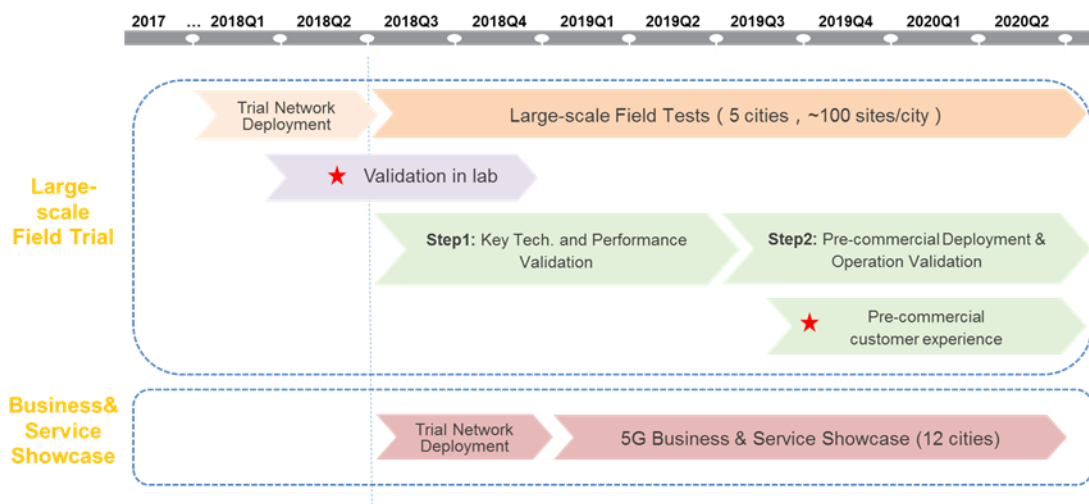 2017 ... 2018Q1 2018Q2 2018Q3 2018Q4 2019Q1 2019Q2 2019Q3 2019Q4 2020Q1 2020Q2
Large-
scale
Field Trial
Trial Network
Deployment
Large-scale Field Tests ( 5 cities , ~100 sites/city )
Validation in lab
Step1: Key Tech. and Performance
Validation
Step2: Pre-commercial Deployment &
Operation Validation
Pre-commercial
customer experience
Business&
Service
Showcase
Trial Network
Deployment
5G Business & Service Showcase (12 cities)